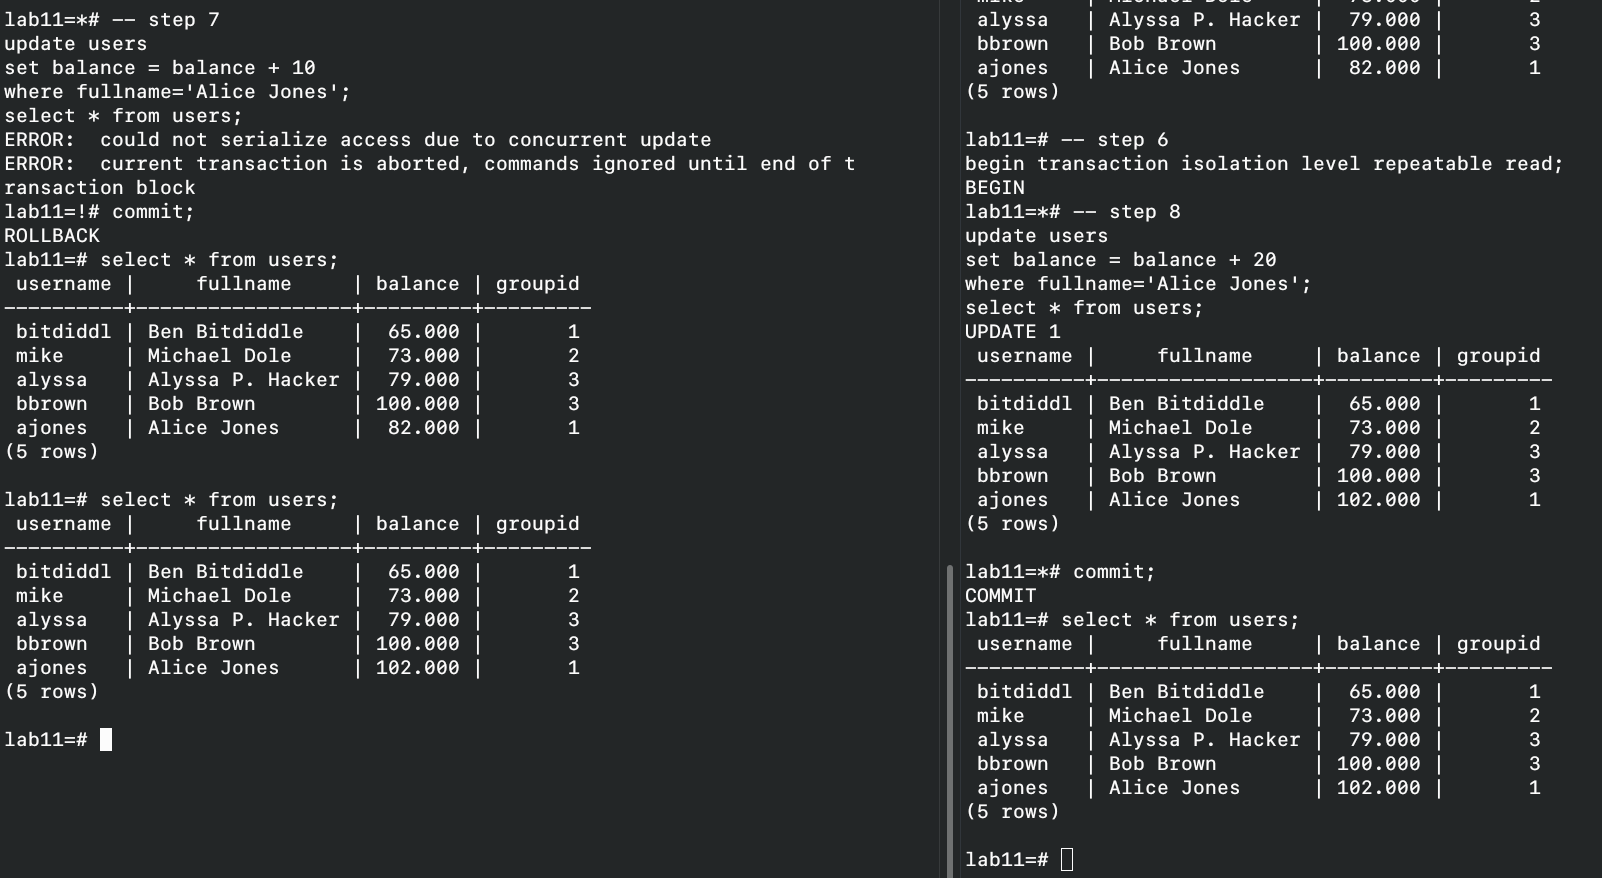 lab11=*# -- step 7
update users
set balance = balance + 10
where fullname='Alice Jones';
select * from users;
ERROR:  could not serialize access due to concurrent update
ERROR:  current transaction is aborted, commands ignored until end of t
ransaction block
lab11=!# commit;
ROLLBACK
lab11=# select * from users;
 username |     fullname     | balance | groupid
----------+------------------+---------+---------
 bitdiddl | Ben Bitdiddle    |  65.000 |       1
 mike     | Michael Dole     |  73.000 |       2
 alyssa   | Alyssa P. Hacker |  79.000 |       3
 bbrown   | Bob Brown        | 100.000 |       3
 ajones   | Alice Jones      |  82.000 |       1
(5 rows)
lab11=# select * from users;
 username |     fullname     | balance | groupid
----------+------------------+---------+---------
 bitdiddl | Ben Bitdiddle    |  65.000 |       1
 mike     | Michael Dole     |  73.000 |       2
 alyssa   | Alyssa P. Hacker |  79.000 |       3
 bbrown   | Bob Brown        | 100.000 |       3
 ajones   | Alice Jones      | 102.000 |       1
(5 rows)
lab11=#
 alyssa   | Alyssa P. Hacker |  79.000 |       3
 bbrown   | Bob Brown        | 100.000 |       3
 ajones   | Alice Jones      |  82.000 |       1
(5 rows)
lab11=# -- step 6
begin transaction isolation level repeatable read;
BEGIN
lab11=*# -- step 8
update users
set balance = balance + 20
where fullname='Alice Jones';
select * from users;
UPDATE 1
 username |     fullname     | balance | groupid
----------+------------------+---------+---------
 bitdiddl | Ben Bitdiddle    |  65.000 |       1
 mike     | Michael Dole     |  73.000 |       2
 alyssa   | Alyssa P. Hacker |  79.000 |       3
 bbrown   | Bob Brown        | 100.000 |       3
 ajones   | Alice Jones      | 102.000 |       1
(5 rows)
lab11=*# commit;
COMMIT
lab11=# select * from users;
 username |     fullname     | balance | groupid
----------+------------------+---------+---------
 bitdiddl | Ben Bitdiddle    |  65.000 |       1
 mike     | Michael Dole     |  73.000 |       2
 alyssa   | Alyssa P. Hacker |  79.000 |       3
 bbrown   | Bob Brown        | 100.000 |       3
 ajones   | Alice Jones      | 102.000 |       1
(5 rows)
lab11=#